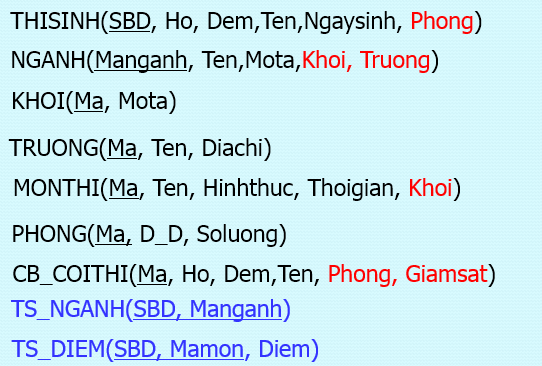 THISINH(SBD, Ho, Dem,Ten,Ngaysinh, Phong)
NGANH(Manganh, Ten,Mota,Khoi, Truong)
KHOI(Ma, Mota)
TRUONG(Ma, Ten, Diachi)
MONTHI(Ma, Ten, Hinhthuc, Thoigian, Khoi)
PHONG(Ma, D_D, Soluong)
CB_COITHI(Ma, Ho, Dem,Ten, Phong, Giamsat)
TS_NGANH(SBD, Manganh)
TS_DIEM(SBD, Mamon, Diem)